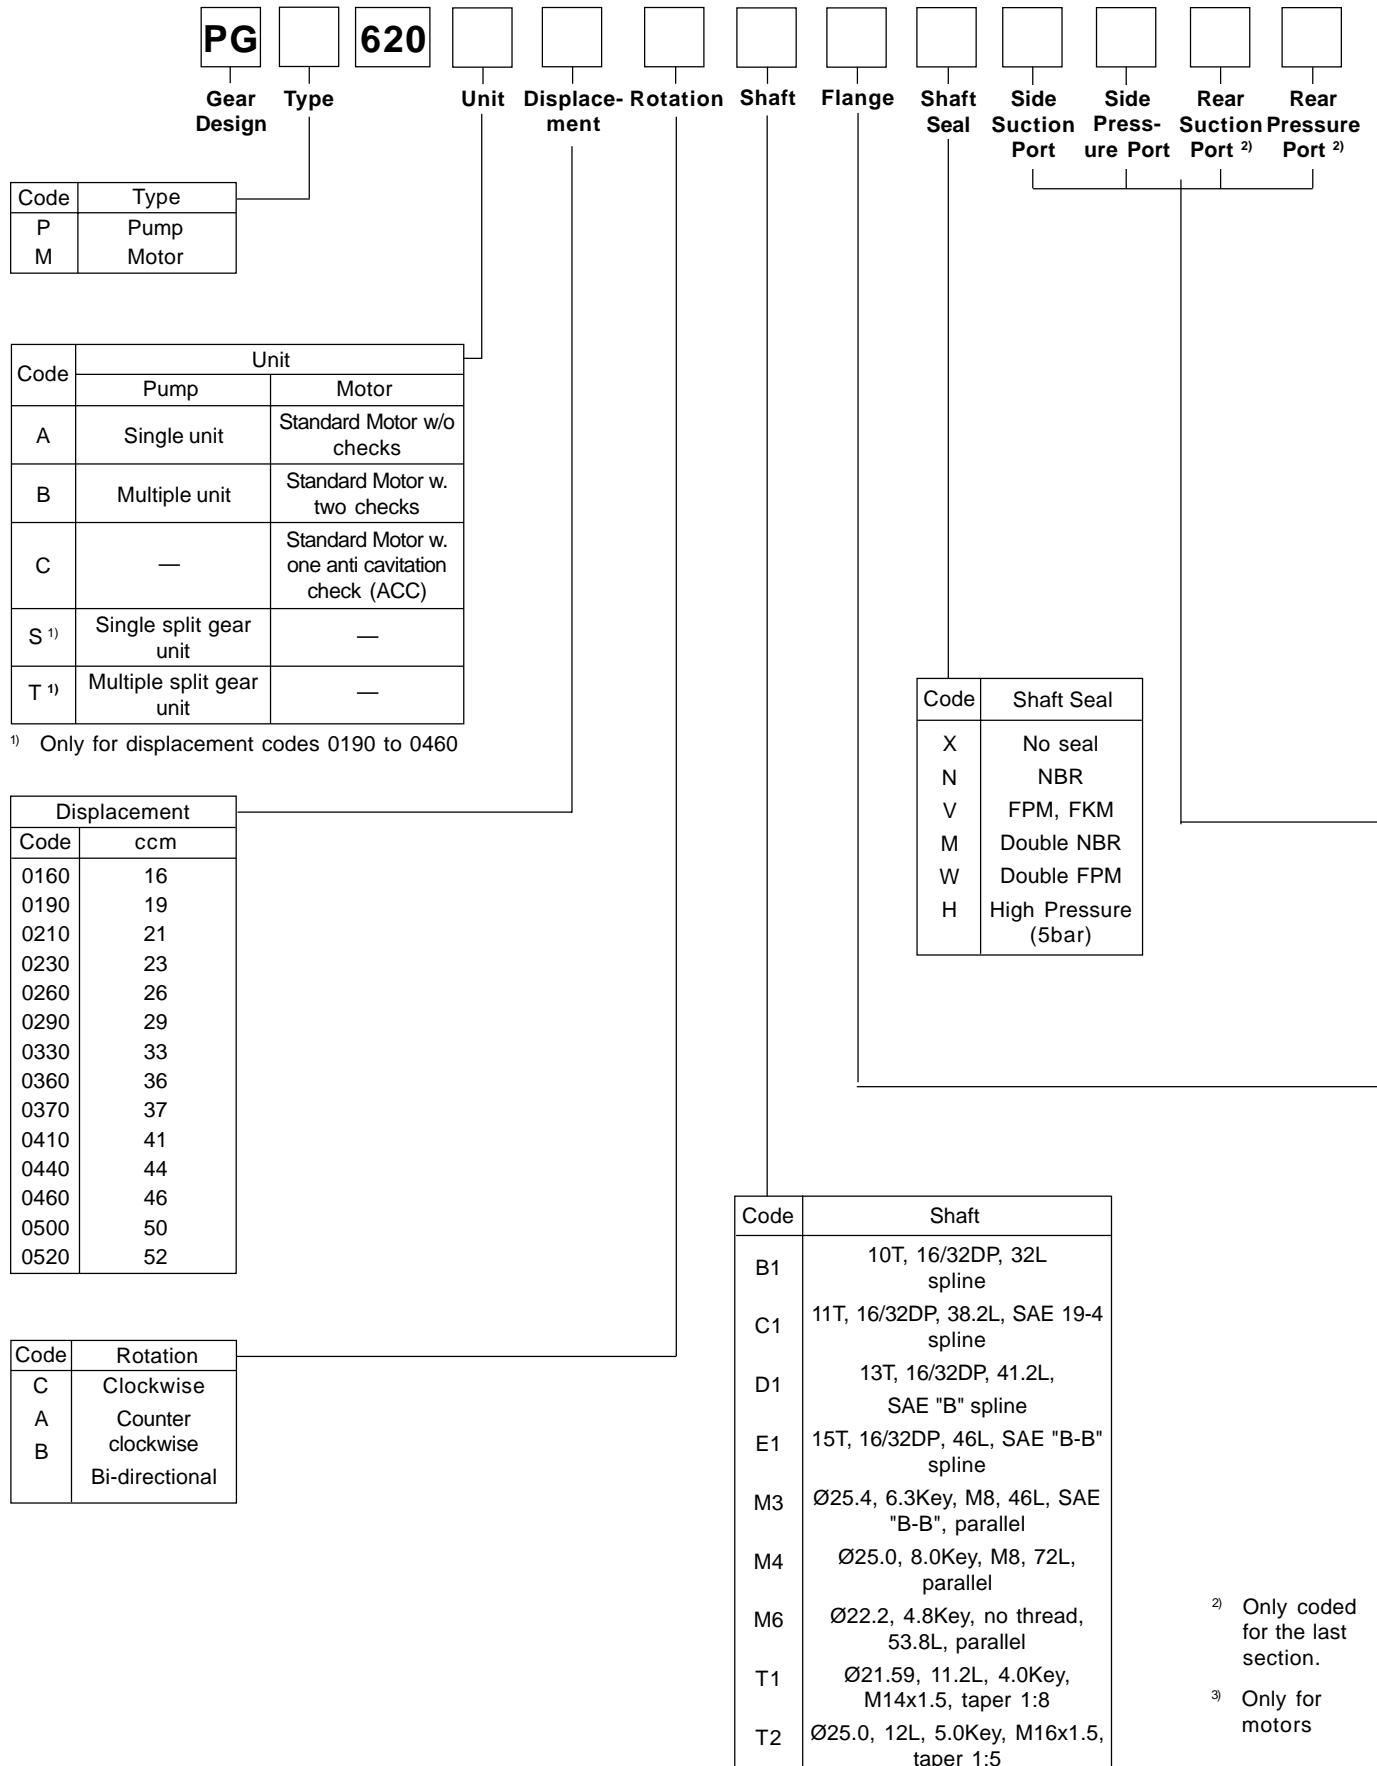 PG 620
Gear Design
Type
Unit
Displace-ment
Rotation
Shaft
Flange
Shaft Seal
Side Suction Port
Side Press-ure Port
Rear Suction Port 2)
Rear Pressure Port 2)
Code Type
P Pump
M Motor
Code Unit
Pump Motor
A Single unit Standard Motor w/o
checks
B Multiple unit Standard Motor w.
two checks
C — Standard Motor w.
one anti cavitation
check (ACC)
S 1) Single split gear
unit —
T 1) Multiple split gear
unit —
1) Only for displacement codes 0190 to 0460
Code Shaft Seal
X No seal
N NBR
V FPM, FKM
M Double NBR
W Double FPM
H High Pressure
(5bar)
Displacement
Code ccm
0160 16
0190 19
0210 21
0230 23
0260 26
0290 29
0330 33
0360 36
0370 37
0410 41
0440 44
0460 46
0500 50
0520 52
Code Rotation
C Clockwise
A Counter
clockwise
B Bi-directional
Code Shaft
B1 10T, 16/32DP, 32L
spline
C1 11T, 16/32DP, 38.2L, SAE 19-4
spline
D1 13T, 16/32DP, 41.2L,
SAE "B" spline
E1 15T, 16/32DP, 46L, SAE "B-B"
spline
M3 Ø25.4, 6.3Key, M8, 46L, SAE
"B-B", parallel
M4 Ø25.0, 8.0Key, M8, 72L,
parallel
M6 Ø22.2, 4.8Key, no thread,
53.8L, parallel
T1 Ø21.59, 11.2L, 4.0Key,
M14x1.5, taper 1:8
T2 Ø25.0, 12L, 5.0Key, M16x1.5,
taper 1:5
2) Only coded
for the last
section.
3) Only for
motors